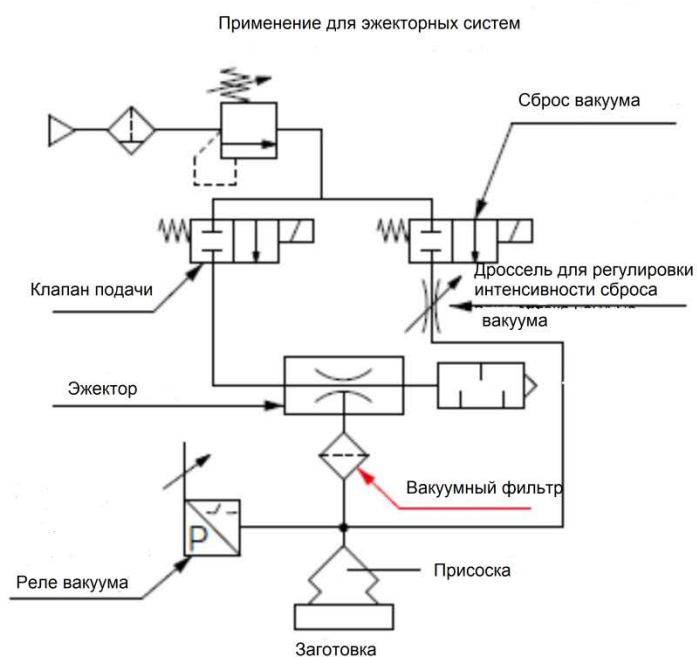 Применение для эжекторных систем
Сброс вакуума
Клапан подачи
Дроссель для регулировки
интенсивности сброса
вакуума
Эжектор
Вакуумный фильтр
P
Реле вакуума
Присоска
Заготовка